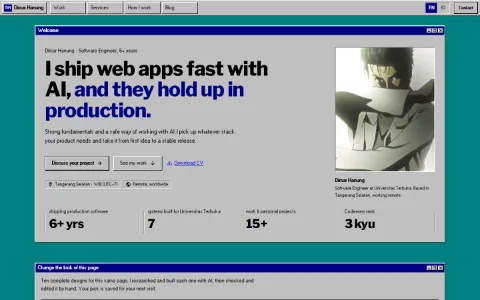 DH Dimar Hanung Work Services How I work Blog EN ID Contact
Welcome
Dimar Hanung · Software Engineer, 6+ years
I ship web apps fast with
AI, and they hold up in
production.
Strong fundamentals and a safe way of working with AI. I pick up whatever stack
your product needs and take it from first idea to a stable release.
Discuss your project → See my work ↓ Download CV
Tangerang Selatan · WIB (UTC+7) Remote, worldwide
Dimar Hanung
Software Engineer at Universitas Terbuka. Based in
Tangerang Selatan, working remote
shipping production software
6+ yrs
systems built for Universitas Terbuka
7
work & personal projects
15+
Codewars rank
3 kyu
Change the look of this page
Ten complete designs for this same page. I researched and built each one with AI, then checked and
edited it by hand. Your pick is saved for your next visit.